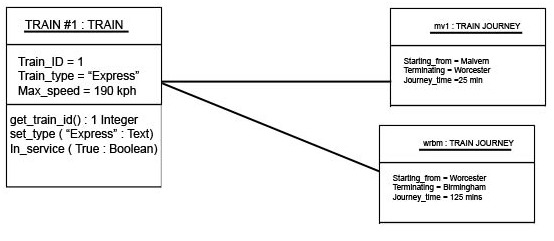 TRAIN #1 : TRAIN
Train_ID = 1
Train_type = “Express”
Max_speed = 190 kph
get_train_id() : 1 Integer
set_type ( “Express” : Text)
In_service ( True : Boolean)
mv1 : TRAIN JOURNEY
Starting_from = Malvern
Terminating = Worcester
Journey_time =25 min
wrbm : TRAIN JOURNEY
Starting_from = Worcester
Terminating = Birmingham
Journey_time = 125 mins